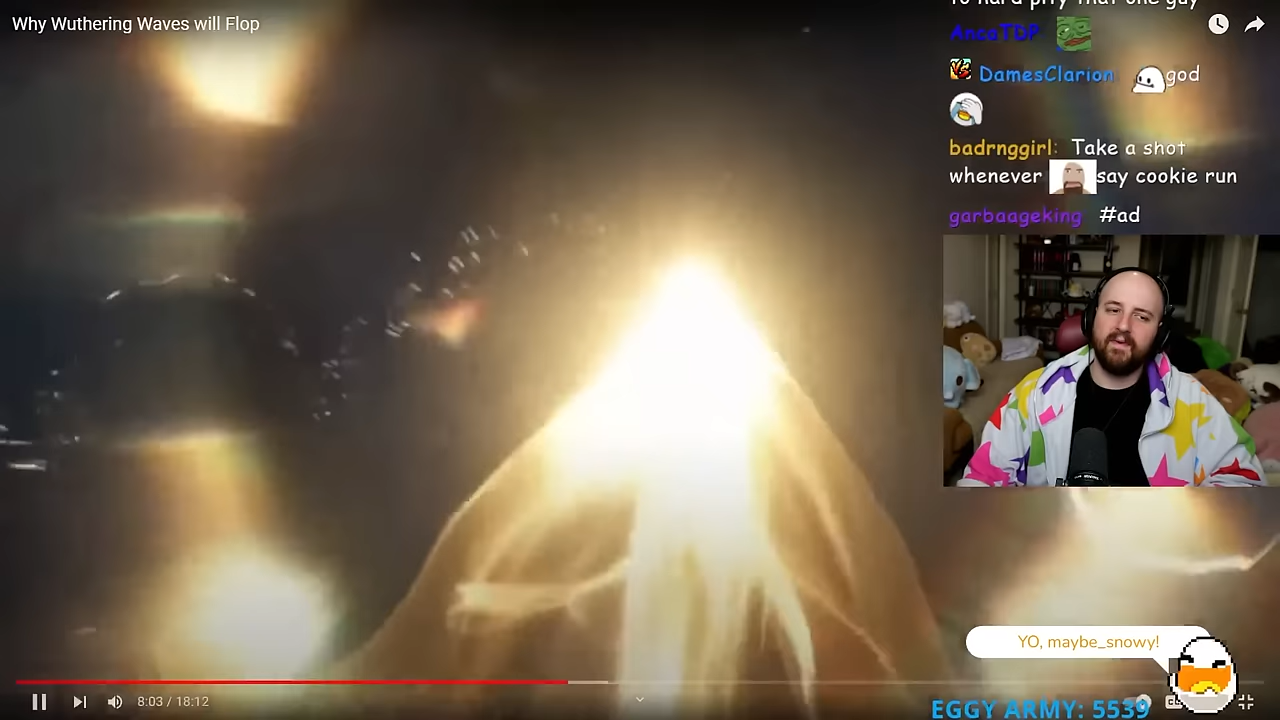 Why Wuthering Waves will Flop
AncaTDP
DamesClarion: god
badrnggirl: Take a shot
whenever say cookie run
garbaageking #ad
YO, maybe_snowy!
8:03 / 18:12
EGGY ARMY: 5539